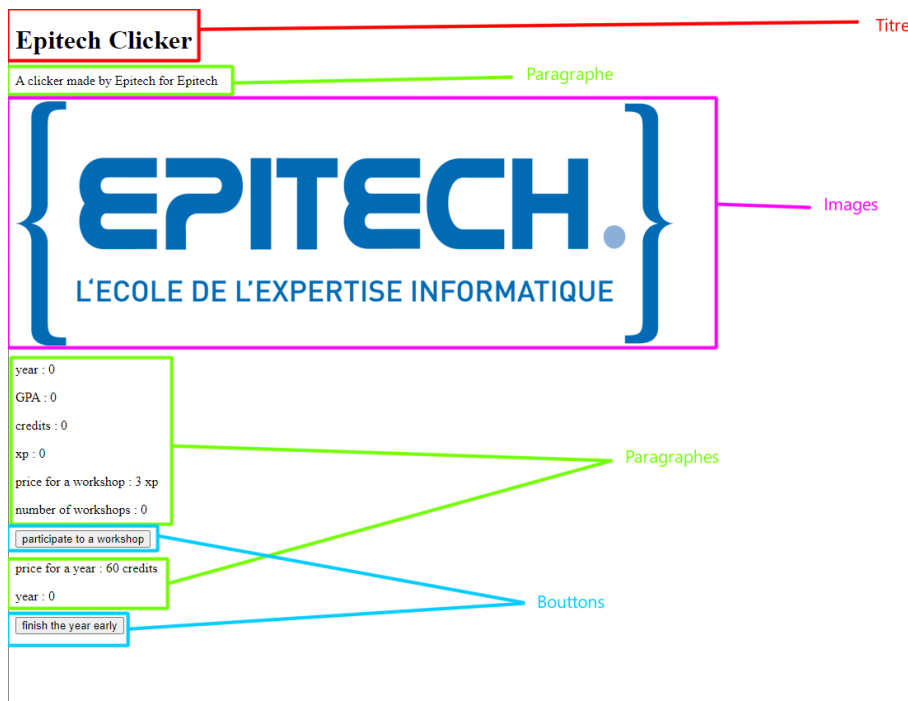 Epitech Clicker
Titre
A clicker made by Epitech for Epitech
Paragraphe
{EPITECH.}
L'ECOLE DE L'EXPERTISE INFORMATIQUE
Images
year : 0
GPA : 0
credits : 0
xp : 0
price for a workshop : 3 xp
number of workshops : 0
Paragraphes
participate to a workshop
price for a year : 60 credits
year : 0
Bouttons
finish the year early